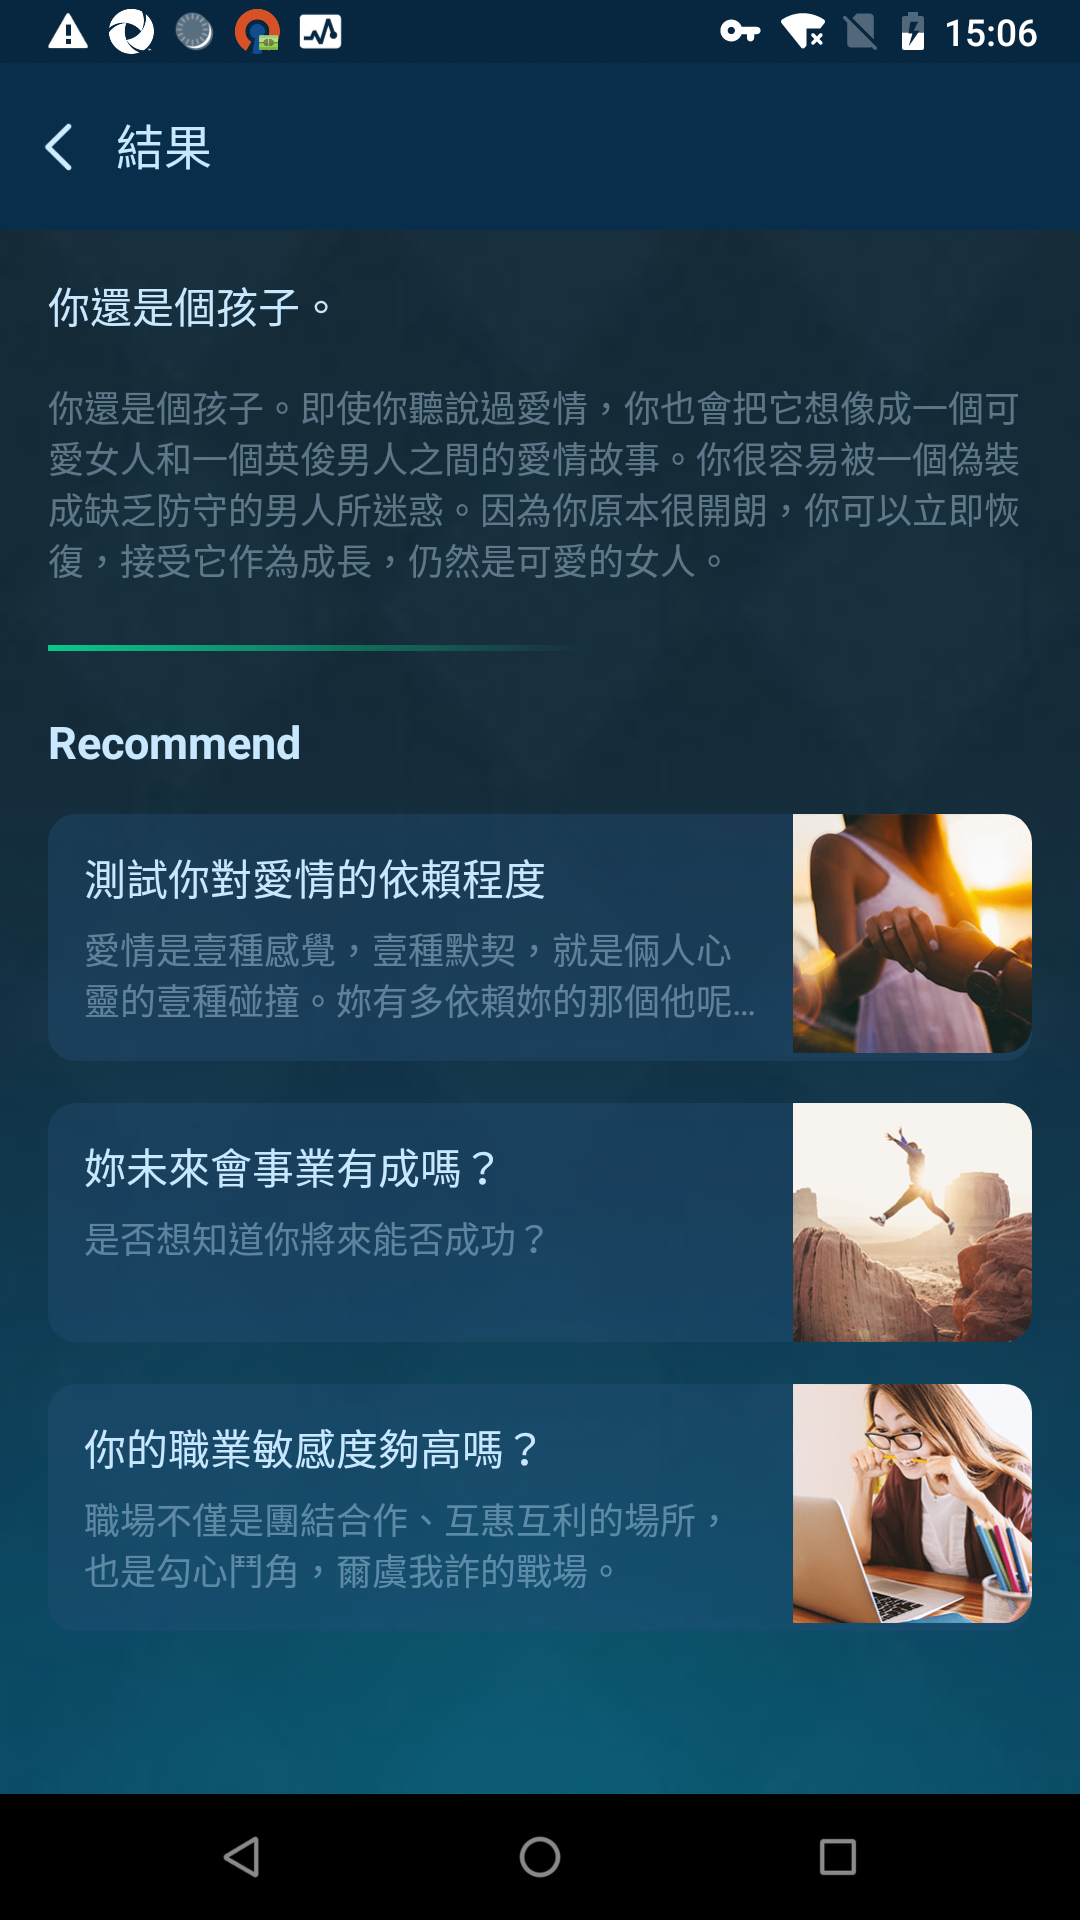 15:06
結果
你還是個孩子。
你還是個孩子。即使你聽說過愛情，你也會把它想像成一個可
愛女人和一個英俊男人之間的愛情故事。你很容易被一個偽裝
成缺乏防守的男人所迷惑。因為你原本很開朗，你可以立即恢
復，接受它作為成長，仍然是可愛的女人。
Recommend
測試你對愛情的依賴程度
愛情是壹種感覺，壹種默契，就是倆人心
靈的壹種碰撞。妳有多依賴妳的那個他呢...
妳未來會事業有成嗎？
是否想知道你將來能否成功？
你的職業敏感度夠高嗎？
職場不僅是團結合作、互惠互利的場所，
也是勾心鬥角，爾虞我詐的戰場。